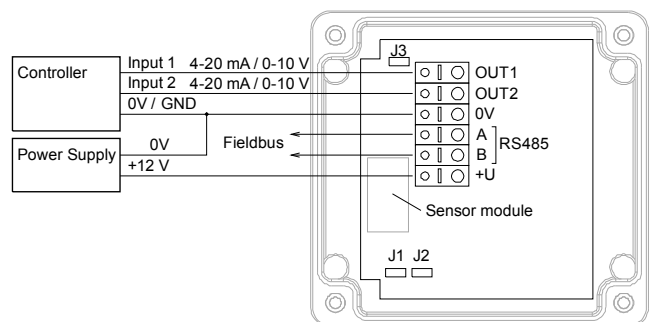 J3
Controller
Input 1 4-20 mA / 0-10 V
OUT1
Input 2 4-20 mA / 0-10 V
OUT2
0V / GND
0V
Fieldbus
A
RS485
B
Power Supply
0V
+12 V
+U
Sensor module
J1 J2